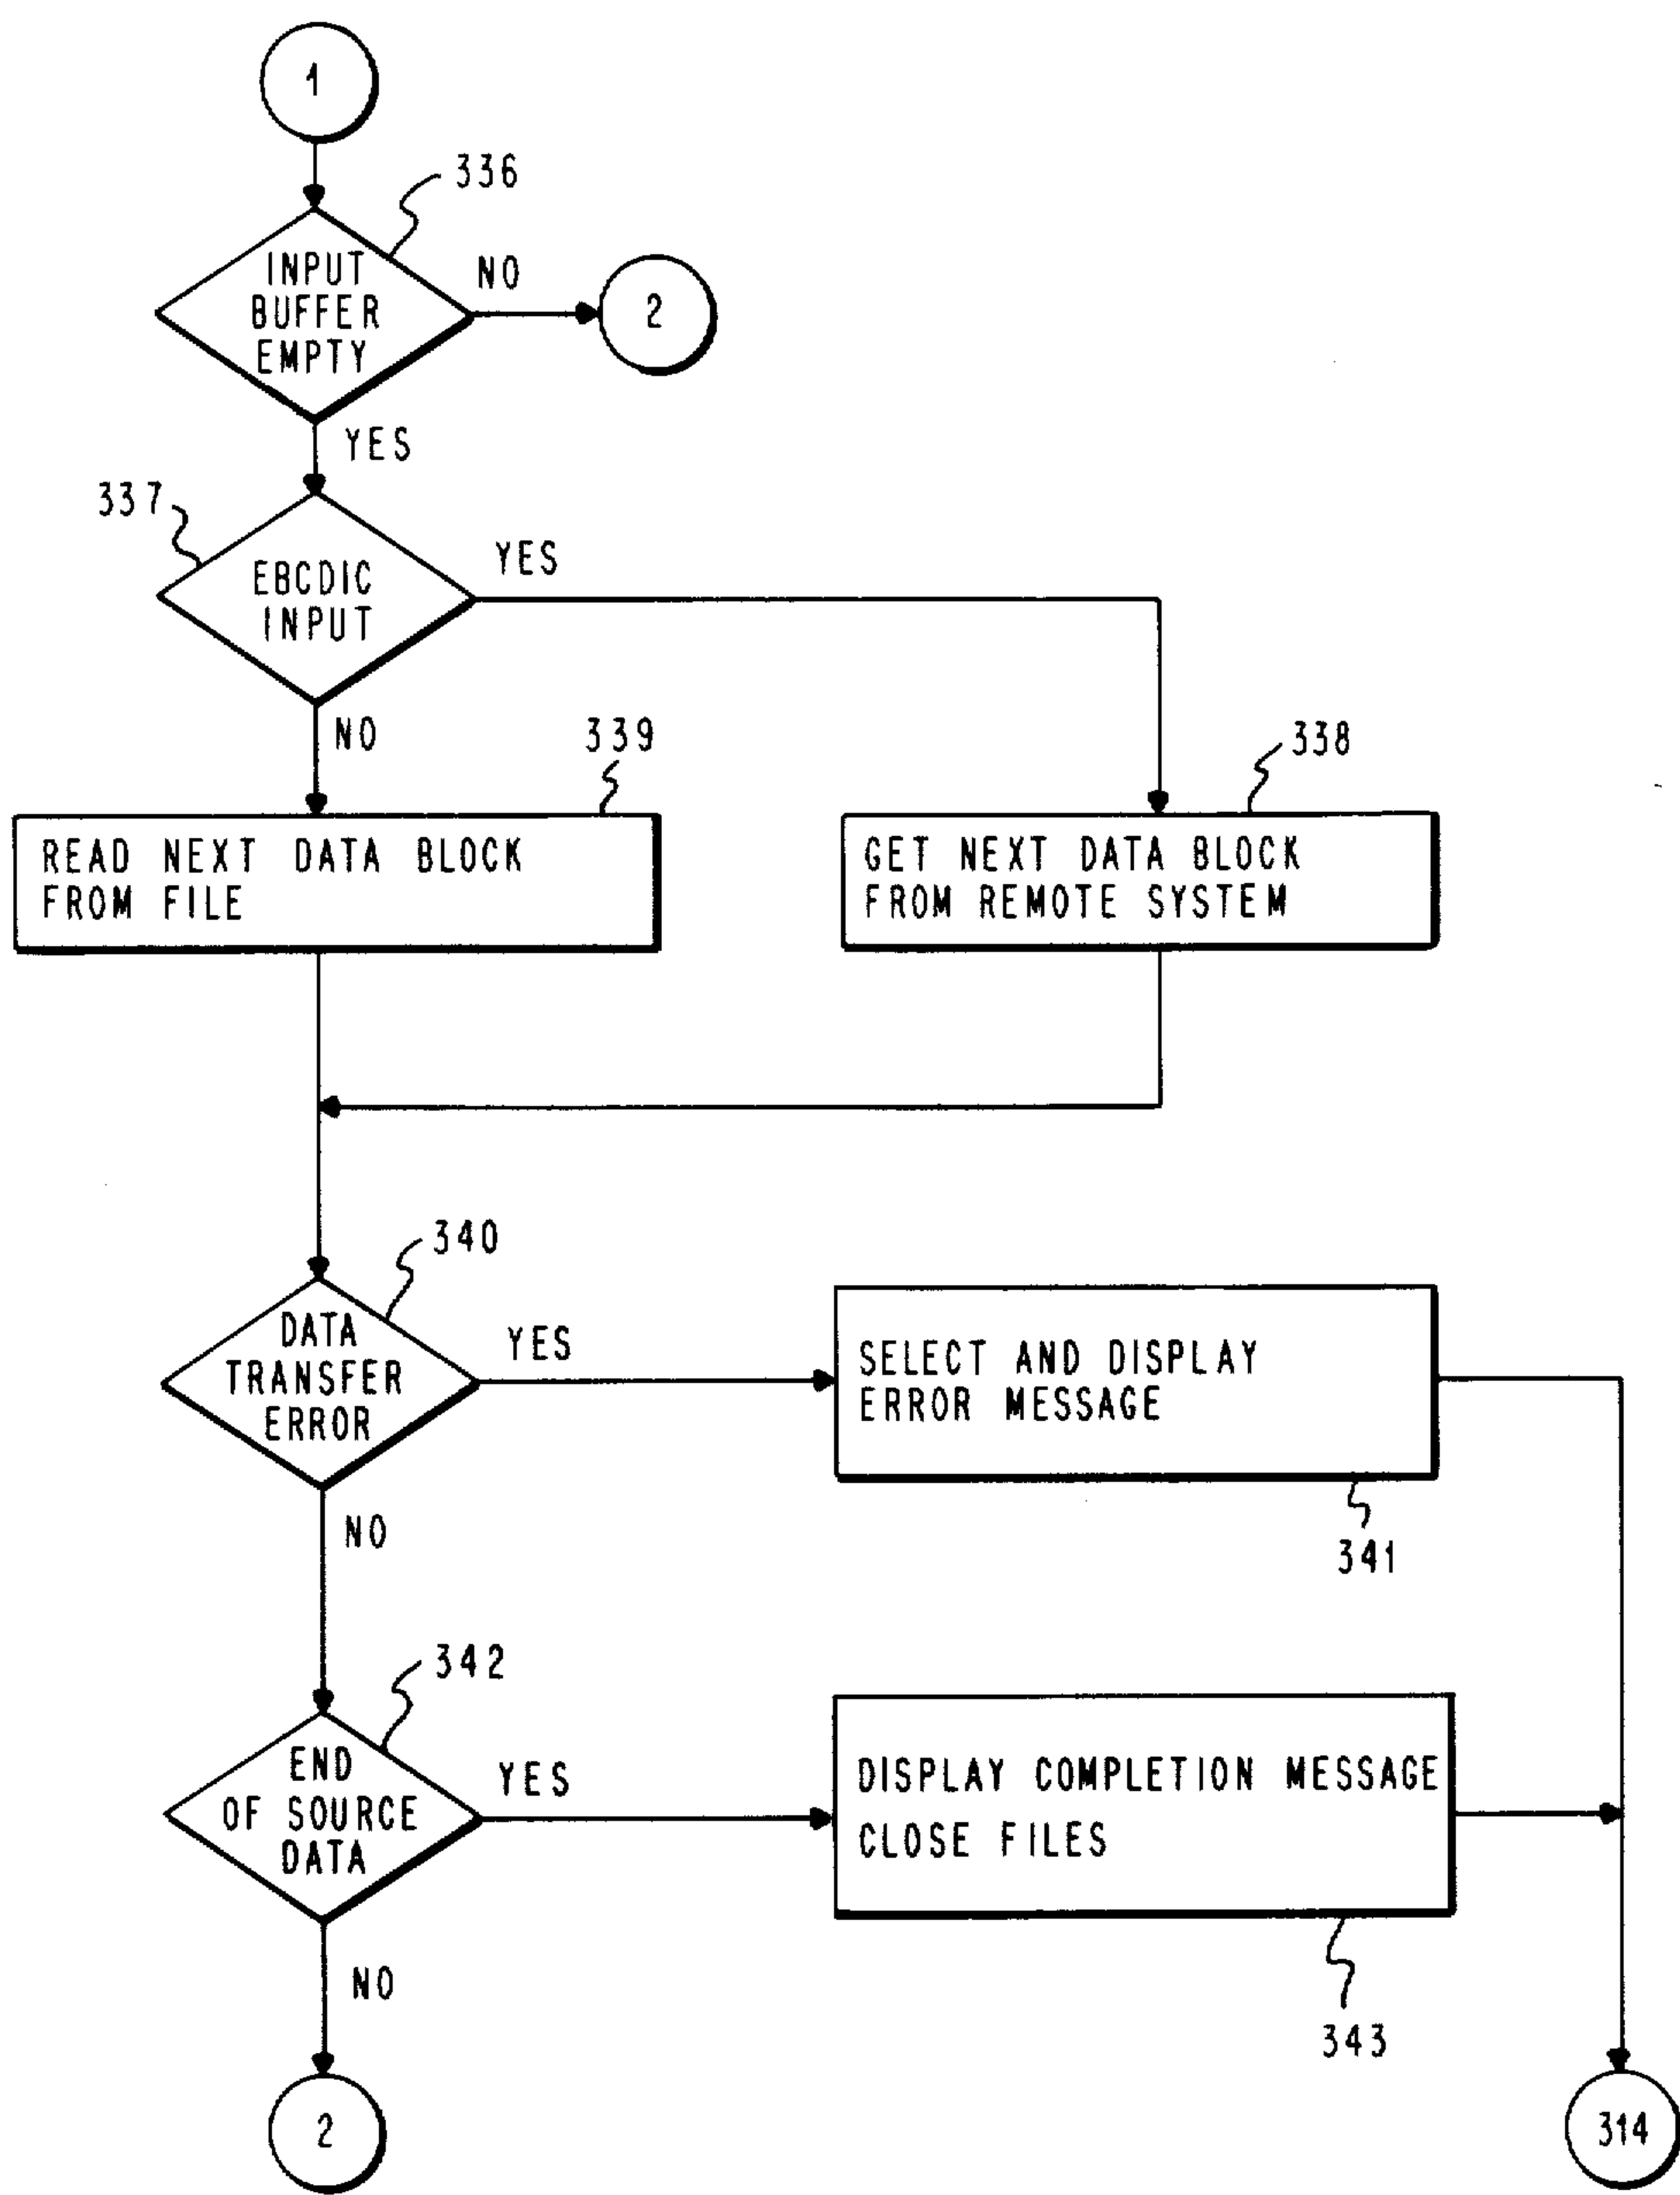 1
336
INPUT
BUFFER
EMPTY
NO
2
YES
337
EBCDIC
INPUT
YES
NO
339
338
READ NEXT DATA BLOCK
FROM FILE
GET NEXT DATA BLOCK
FROM REMOTE SYSTEM
340
DATA
TRANSFER
ERROR
YES
SELECT AND DISPLAY
ERROR MESSAGE
NO
341
342
END
OF SOURCE
DATA
YES
DISPLAY COMPLETION MESSAGE
CLOSE FILES
NO
343
2
314